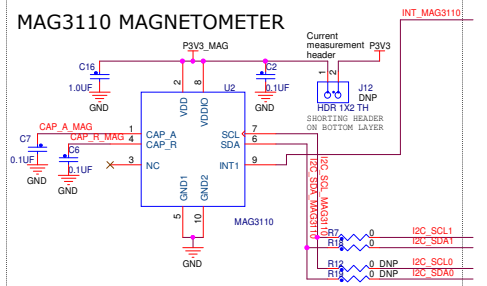 MAG3110 MAGNETOMETER
INT_MAG3110
Current
measurement
header
P3V3_MAG
P3V3
C16
1.0UF
GND
C2
0.1UF
GND
1
2
J12
DNP
HDR 1X2 TH
SHORTING HEADER
ON BOTTOM LAYER
2
8
U2
VDD
VDDIO
CAP_A_MAG
1
CAP_A
SCL
7
CAP_R_MAG
4
CAP_R
SDA
6
C7
0.1UF
GND
C6
0.1UF
GND
3
NC
INT1
9
GND1
GND2
5
10
GND
MAG3110
I2C_SCL_MAG3110
I2C_SDA_MAG3110
R7
0
I2C_SCL1
R18
0
I2C_SDA1
R12
0 DNP
I2C_SCL0
R19
0 DNP
I2C_SDA0